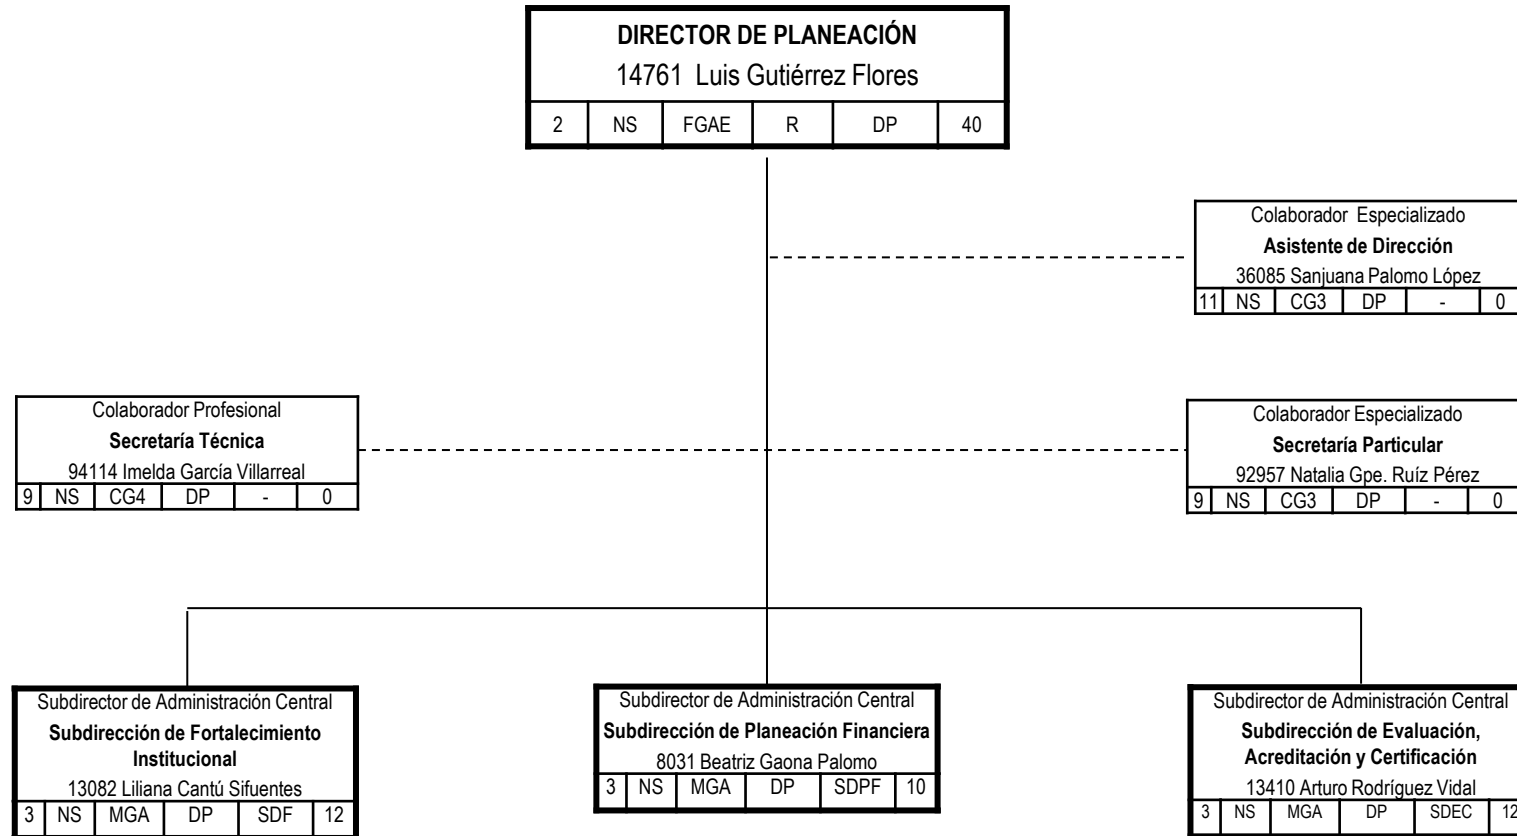 DIRECTOR DE PLANEACIÓN
14761 Luis Gutiérrez Flores
2 NS FGAE R DP 40
Colaborador Especializado
Asistente de Dirección
36085 Sanjuana Palomo López
11 NS CG3 DP - 0
Colaborador Profesional
Secretaría Técnica
94114 Imelda García Villarreal
9 NS CG4 DP - 0
Colaborador Especializado
Secretaría Particular
92957 Natalia Gpe. Ruíz Pérez
9 NS CG3 DP - 0
Subdirector de Administración Central
Subdirección de Fortalecimiento
Institucional
13082 Liliana Cantú Sifuentes
3 NS MGA DP SDF 12
Subdirector de Administración Central
Subdirección de Planeación Financiera
8031 Beatriz Gaona Palomo
3 NS MGA DP SDPF 10
Subdirector de Administración Central
Subdirección de Evaluación,
Acreditación y Certificación
13410 Arturo Rodríguez Vidal
3 NS MGA DP SDEC 12